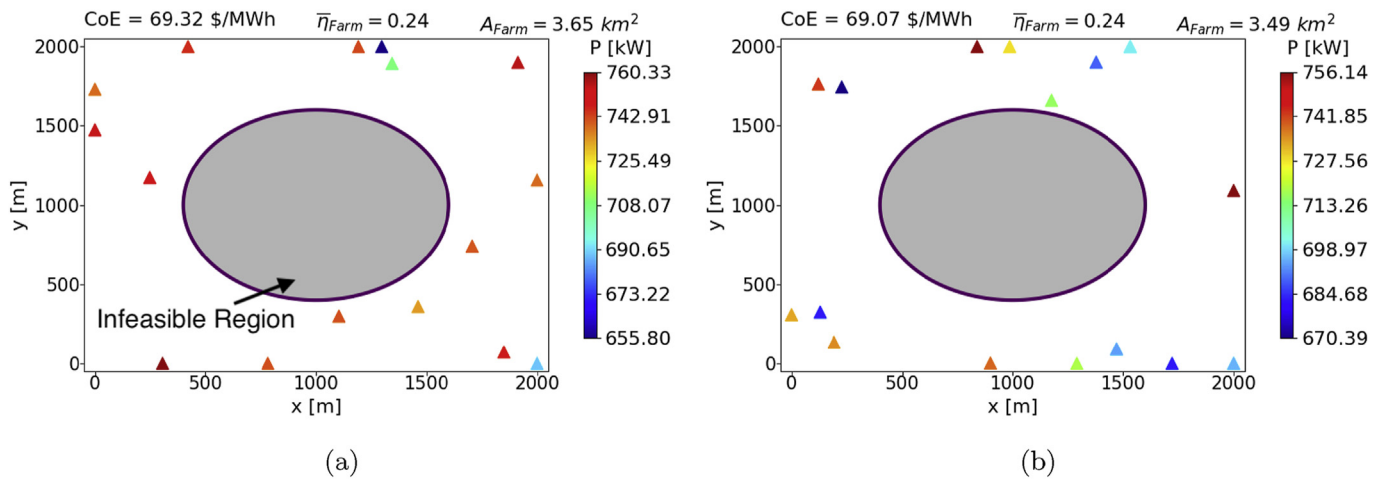 CoE = 69.32 $/MWh η̅Farm = 0.24 AFarm = 3.65 km²
P [kW]
2000
1500
1000
500
0
y [m]
760.33
742.91
725.49
708.07
690.65
673.22
655.80
Infeasible Region
0 500 1000 1500 2000
x [m]
(a)
CoE = 69.07 $/MWh η̅Farm = 0.24 AFarm = 3.49 km²
P [kW]
2000
1500
1000
500
0
y [m]
756.14
741.85
727.56
713.26
698.97
684.68
670.39
0 500 1000 1500 2000
x [m]
(b)